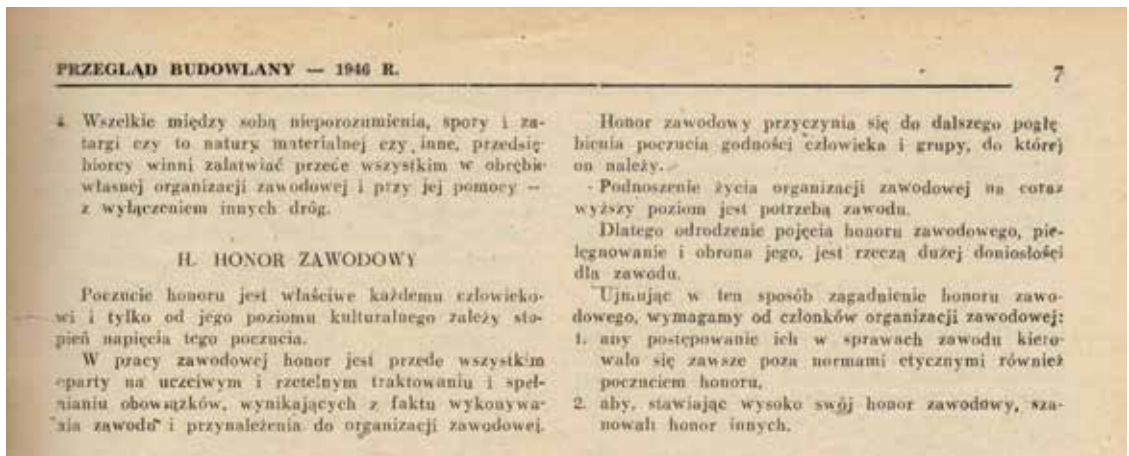 PRZEGLĄD BUDOWLANY — 1946 R.
7
4. Wszelkie między sobą nieporozumienia, spory i za-
targi czy to natury materialnej czy inne, przedsię-
biorcy winni załatwiać przede wszystkim w obrębie
własnej organizacji zawodowej i przy jej pomocy —
z wyłączeniem innych dróg.
H. HONOR ZAWODOWY
Poczucie honoru jest właściwe każdemu człowieko-
wi i tylko od jego poziomu kulturalnego zależy sto-
pień napięcia tego poczucia.
W pracy zawodowej honor jest przede wszystkim
oparty na uczciwym i rzetelnym traktowaniu i speł-
nianiu obowiązków, wynikających z faktu wykonywa-
nia zawodu i przynależenia do organizacji zawodowej.
Honor zawodowy przyczynia się do dalszego pogłę
bienia poczucia godności człowieka i grupy, do której
on należy.
Podnoszenie życia organizacji zawodowej na coraz
wyższy poziom jest potrzebą zawodu.
Dlatego odrodzenie pojęcia honoru zawodowego, pie-
lęgnowanie i obrona jego, jest rzeczą dużej doniosłości
dla zawodu.
Ujmując w ten sposób zagadnienie honoru zawo-
dowego, wymagamy od członków organizacji zawodowej:
1. any postępowanie ich w sprawach zawodu kiero-
wało się zawsze poza normami etycznymi również
poczuciem honoru,
2. aby, stawiając wysoko swój honor zawodowy, sza-
nowali honor innych.